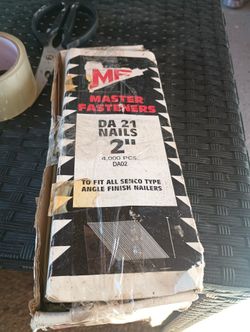 MF
MASTER
FASTENERS
DA 21
NAILS
2"
4,000 PCS.
DA02
TO FIT ALL SENCO TYPE
ANGLE FINISH NAILERS